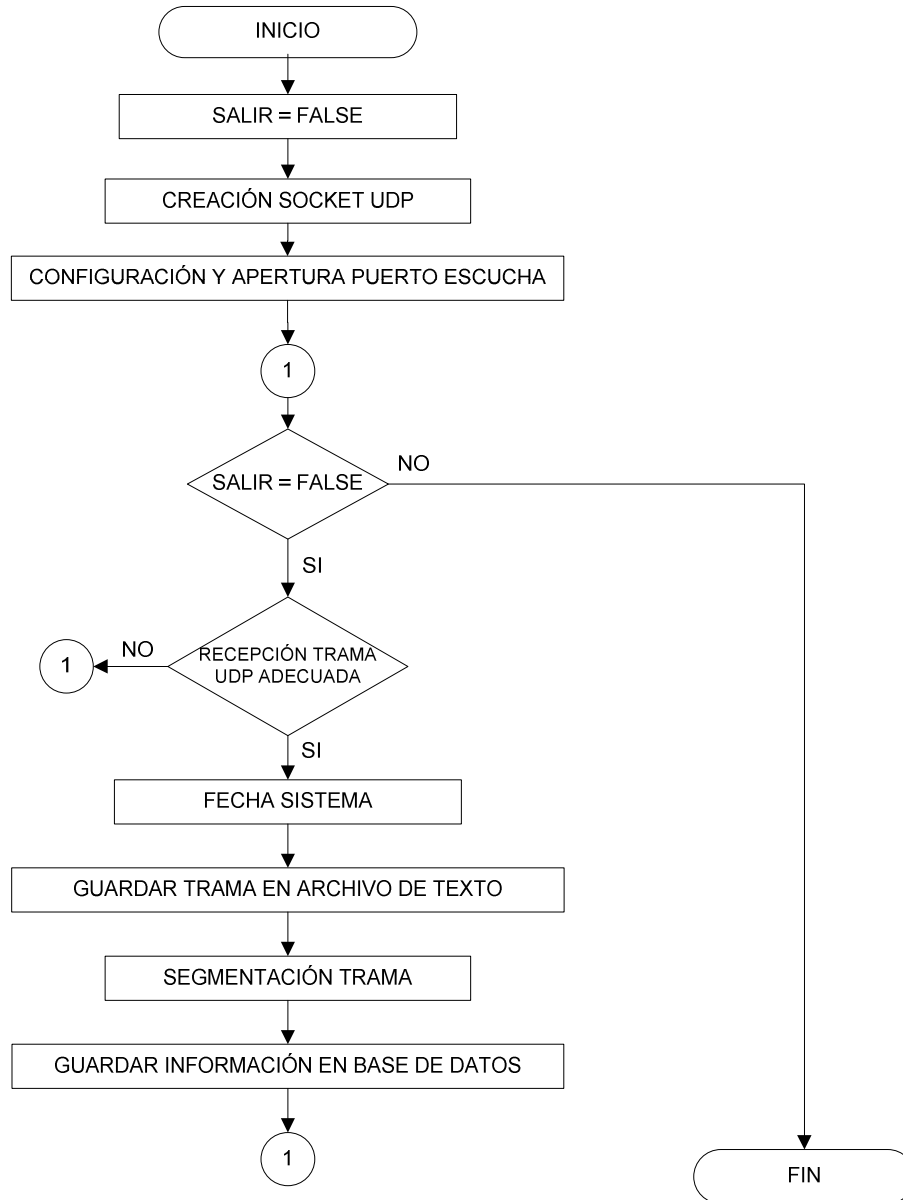 INICIO
SALIR = FALSE
CREACIÓN SOCKET UDP
CONFIGURACIÓN Y APERTURA PUERTO ESCUCHA
1
SALIR = FALSE
NO
SI
RECEPCIÓN TRAMA
UDP ADECUADA
NO
1
SI
FECHA SISTEMA
GUARDAR TRAMA EN ARCHIVO DE TEXTO
SEGMENTACIÓN TRAMA
GUARDAR INFORMACIÓN EN BASE DE DATOS
1
FIN